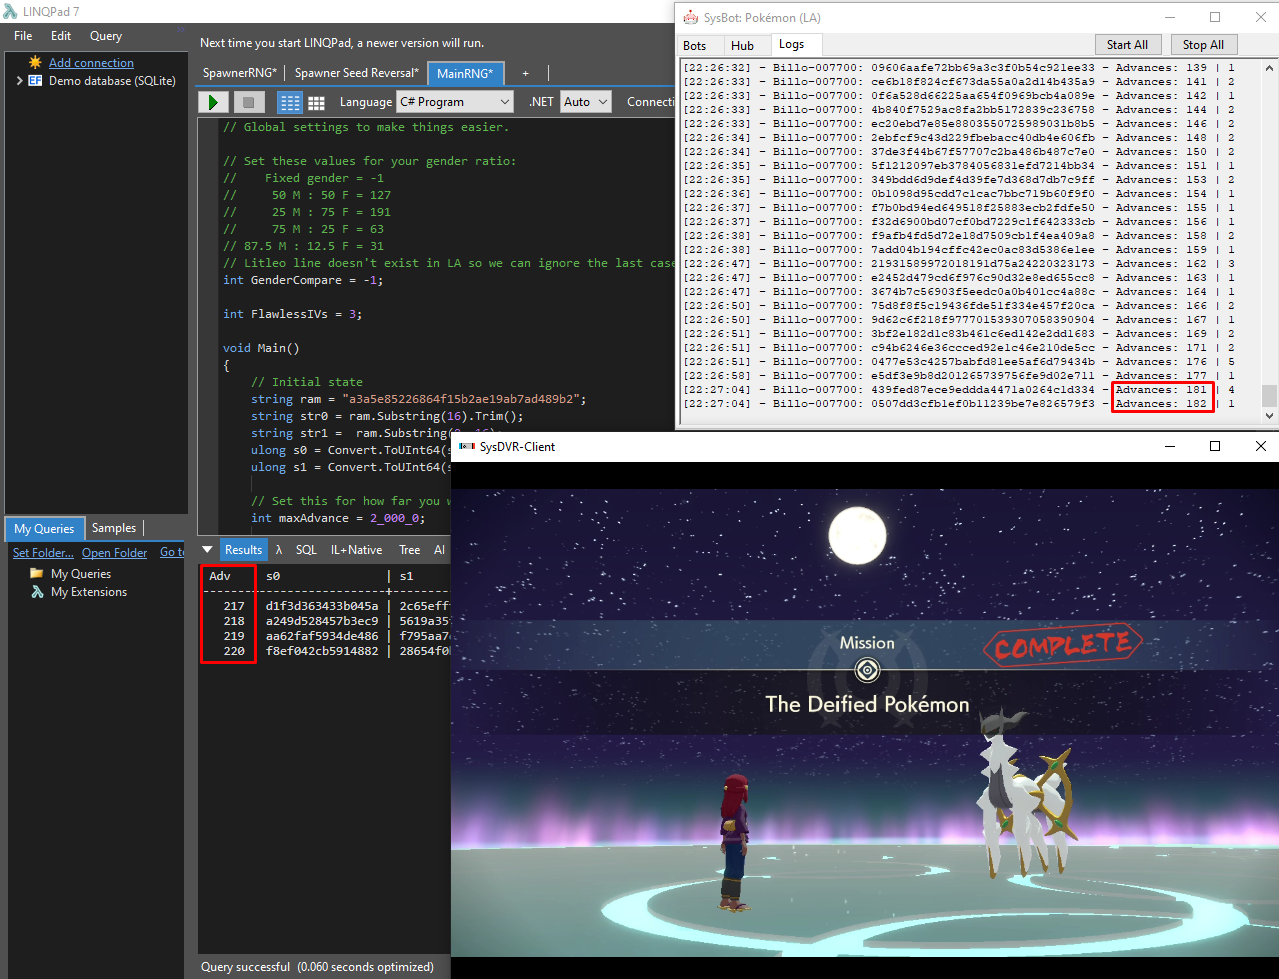 LINQPad 7
File Edit Query
Add connection
Demo database (SQLite)
My Queries Samples
Set Folder... Open Folder Go to
My Queries
My Extensions
Next time you start LINQPad, a newer version will run.
SpawnerRNG* Spawner Seed Reversal* MainRNG* +
Language C# Program .NET Auto Connecti
// Global settings to make things easier.
// Set these values for your gender ratio:
// Fixed gender = -1
// 50 M : 50 F = 127
// 25 M : 75 F = 191
// 75 M : 25 F = 63
// 87.5 M : 12.5 F = 31
// Litleo line doesn't exist in LA so we can ignore the last case
int GenderCompare = -1;
int FlawlessIVs = 3;
void Main()
{
// Initial state
string ram = "a3a5e85226864f15b2ae19ab7ad489b2";
string str0 = ram.Substring(16).Trim();
string str1 = ram.Substring(0, 16);
ulong s0 = Convert.ToUInt64(s
ulong s1 = Convert.ToUInt64(s
// Set this for how far you w
int maxAdvance = 2_000_0;
Results λ SQL IL+Native Tree AI
Adv s0 | s1
217 d1f3d363433b045a | 2c65eff
218 a249d528457b3ec9 | 5619a35
219 aa62faf5934de486 | f795aa7
220 f8ef042cb5914882 | 28654f0
Query successful (0.060 seconds optimized)
SysBot: Pokémon (LA)
Bots Hub Logs Start All Stop All
[22:26:32] - Billo-007700: 09606aafe72bb69a3c3f0b54c921ee33 - Advances: 139 | 1
[22:26:33] - Billo-007700: ce6b18f824cf673da55a0a2d14b435a9 - Advances: 141 | 2
[22:26:33] - Billo-007700: 0f6a528d66225aa654f0969bcb4a089e - Advances: 142 | 1
[22:26:33] - Billo-007700: 4b840f7529ac8fa2bb5172839c236758 - Advances: 144 | 2
[22:26:33] - Billo-007700: ec20ebd7e85e8803550725989031b8b5 - Advances: 146 | 2
[22:26:34] - Billo-007700: 2ebfcf9c43d229fbebacc40db4e606fb - Advances: 148 | 2
[22:26:34] - Billo-007700: 37de3f44b67f57707c2ba486b487c7e0 - Advances: 150 | 2
[22:26:35] - Billo-007700: 5f1212097eb3784056831efd7214bb34 - Advances: 151 | 1
[22:26:35] - Billo-007700: 349bdd6d9def4d39fe7d368d7db7c9ff - Advances: 153 | 2
[22:26:36] - Billo-007700: 0b1098d95cdd7c1cac7bbc719b60f9f0 - Advances: 154 | 1
[22:26:37] - Billo-007700: f7b0bd94ed649518f25883ecb2fdfe50 - Advances: 155 | 1
[22:26:37] - Billo-007700: f32d6900bd07cf0bd7229c1f642333cb - Advances: 156 | 1
[22:26:38] - Billo-007700: f9afb4fd5d72e18d7509cb1f4ea409a8 - Advances: 158 | 2
[22:26:38] - Billo-007700: 7add04b194cffc42ec0ac83d5386e1ee - Advances: 159 | 1
[22:26:47] - Billo-007700: 21931589972018191d75a24220323173 - Advances: 162 | 3
[22:26:47] - Billo-007700: e2452d479cd6f976c90d32e8ed655cc8 - Advances: 163 | 1
[22:26:47] - Billo-007700: 3674b7c56903f5eedc0a0b401cc4a88c - Advances: 164 | 1
[22:26:50] - Billo-007700: 75d8f8f5c19436fde51f334e457f20ca - Advances: 166 | 2
[22:26:50] - Billo-007700: 9d62c6f218f977701539307058390904 - Advances: 167 | 1
[22:26:51] - Billo-007700: 3bf2e182d1c83b461c6ed142e2dd1683 - Advances: 169 | 2
[22:26:51] - Billo-007700: c94b6246e36ccced92e1c46e210de5cc - Advances: 171 | 2
[22:26:51] - Billo-007700: 0477e53c4257babfd81ee5af6d79434b - Advances: 176 | 5
[22:26:58] - Billo-007700: e5df3e9b8d201265739756fe9d02e711 - Advances: 177 | 1
[22:27:04] - Billo-007700: 439fed87ece9eddda4471a0264c1d334 - Advances: 181 | 4
[22:27:04] - Billo-007700: 0507dd3cfb1ef0b11239be7e826579f3 - Advances: 182 | 1
SysDVR-Client
Mission
COMPLETE
The Deified Pokémon